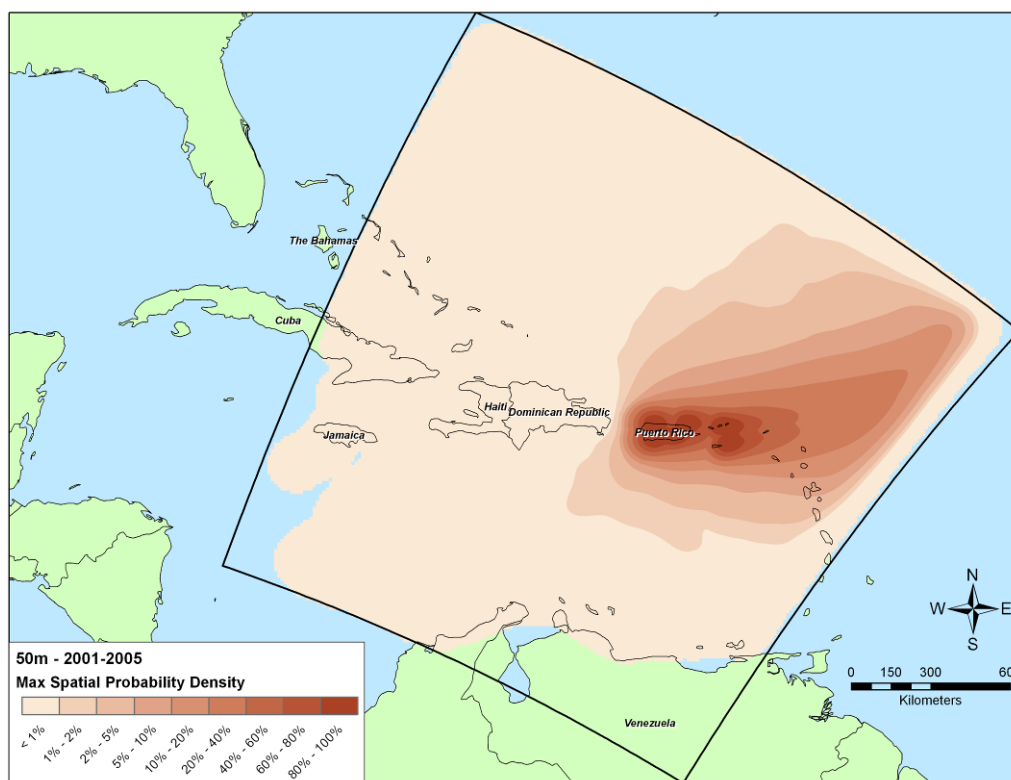 The Bahamas
Cuba
Haiti
Dominican Republic
Jamaica
Puerto Rico
N
W E
S
50m - 2001-2005
Max Spatial Probability Density
< 1%
1% - 2%
2% - 5%
5% - 10%
10% - 20%
20% - 40%
40% - 60%
60% - 80%
80% - 100%
0 150 300 600
Kilometers
Venezuela